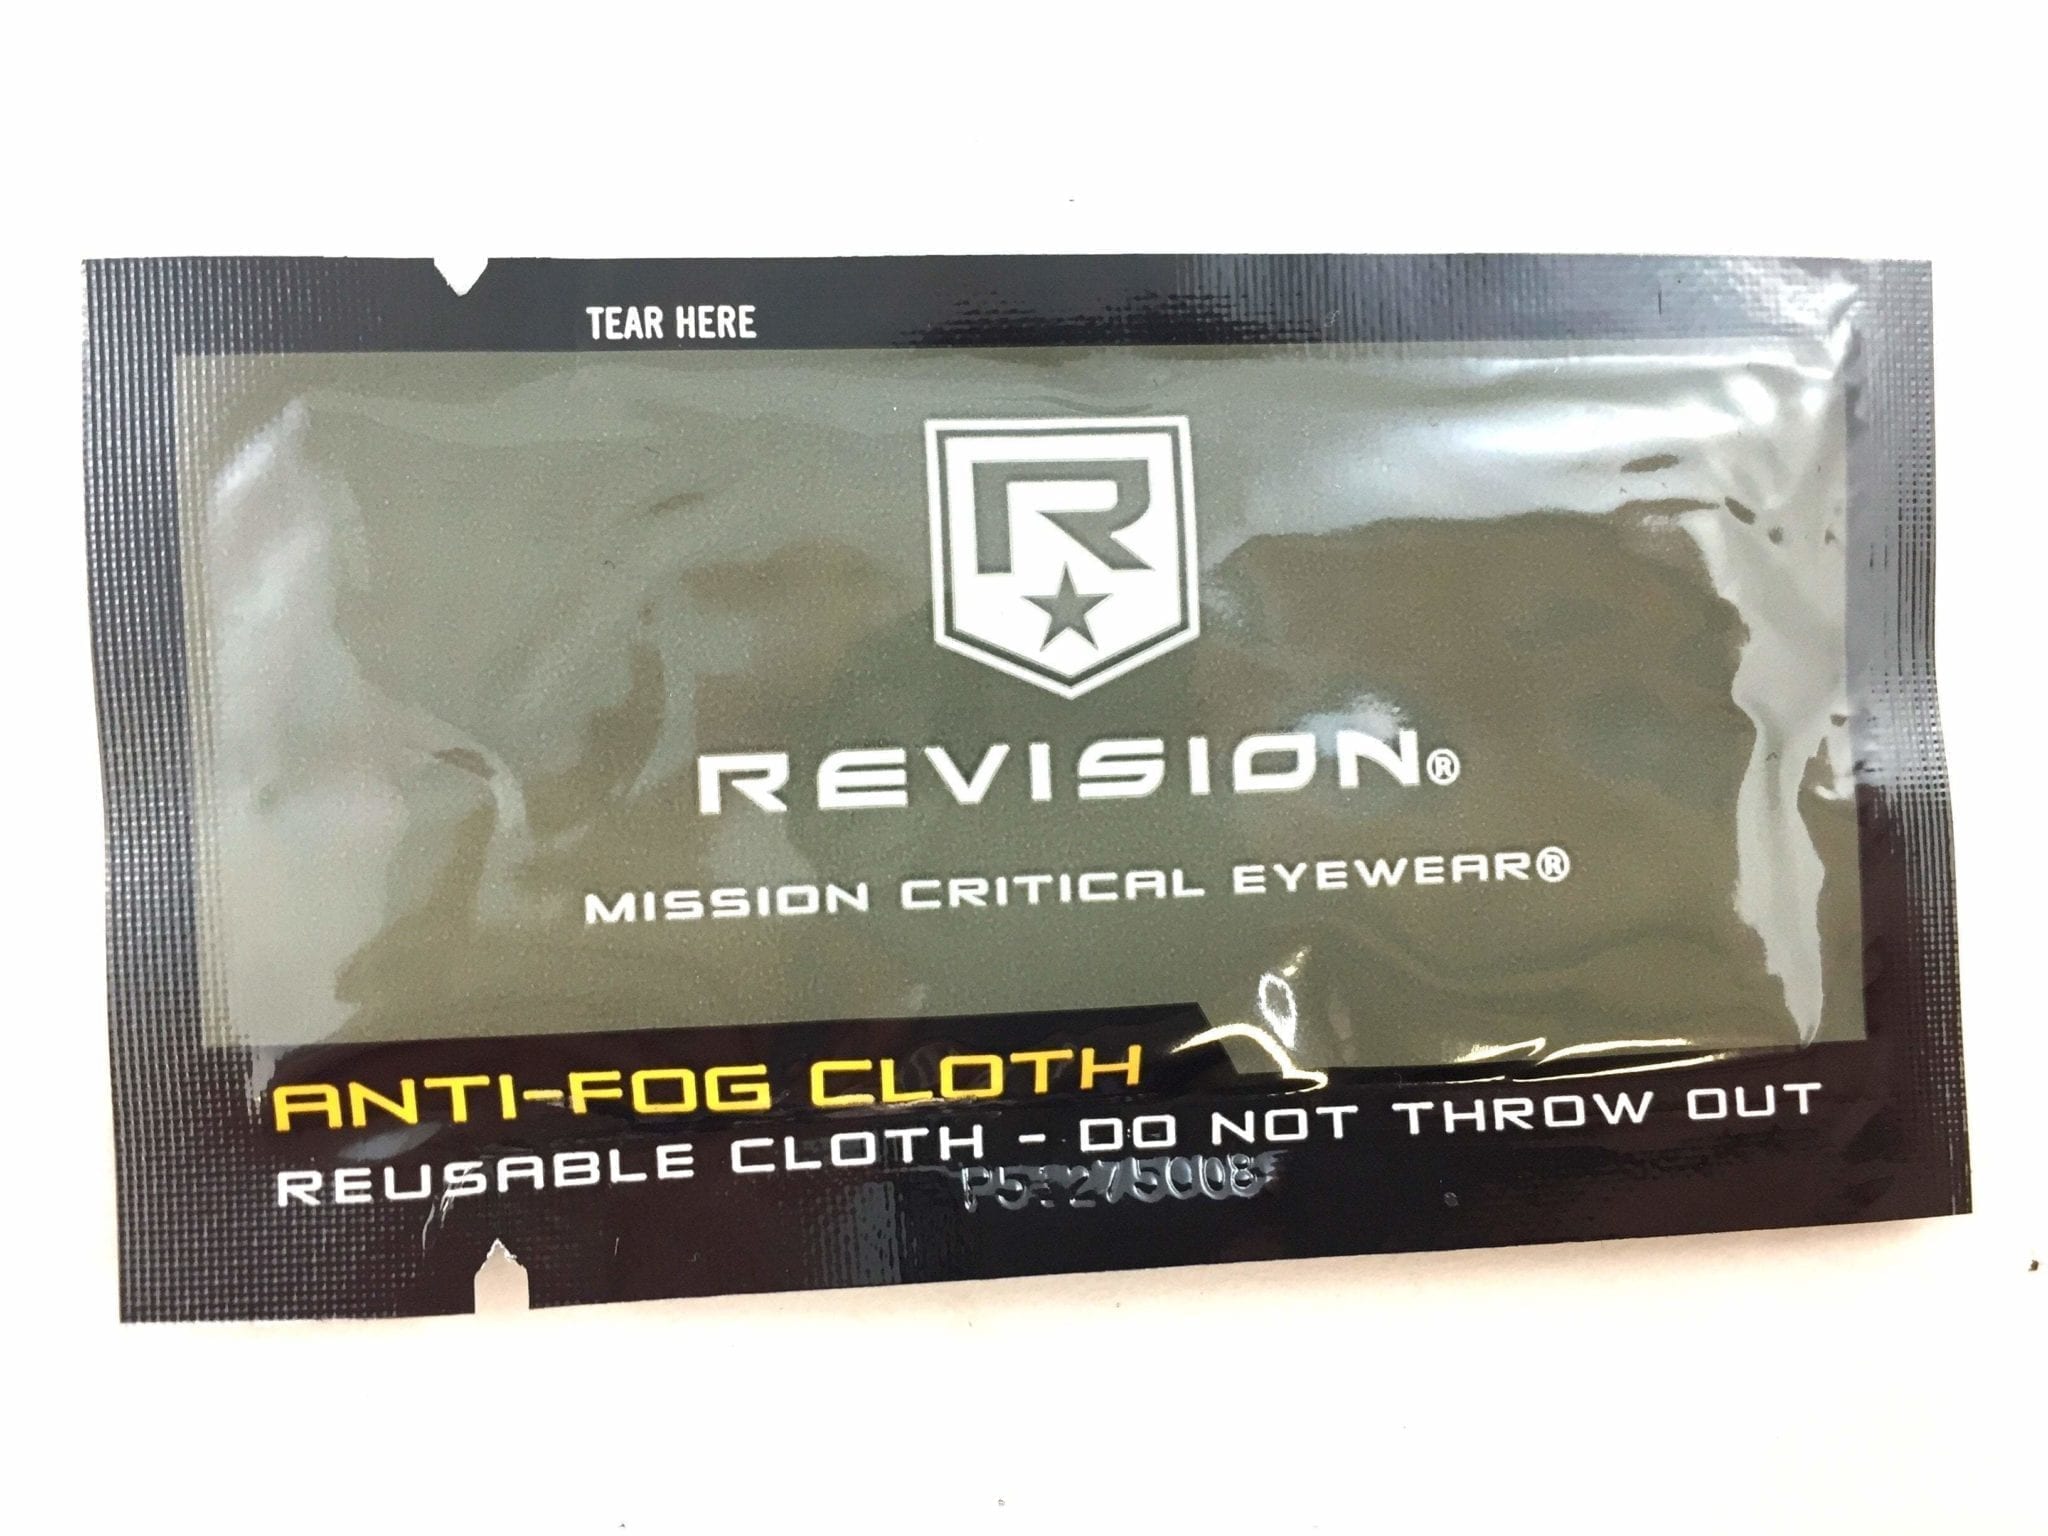 TEAR HERE
R
REVISION®
MISSION CRITICAL EYEWEAR®
ANTI-FOG CLOTH
REUSABLE CLOTH - DO NOT THROW OUT